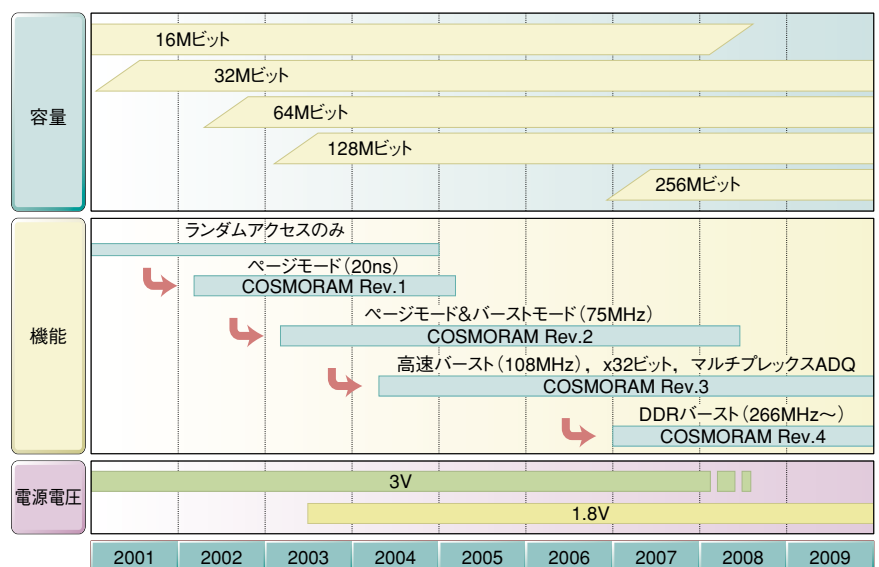 容量
16Mビット
32Mビット
64Mビット
128Mビット
256Mビット
機能
ランダムアクセスのみ
ページモード(20ns)
COSMORAM Rev.1
ページモード&バーストモード(75MHz)
COSMORAM Rev.2
高速バースト(108MHz),x32ビット,マルチプレックスADQ
COSMORAM Rev.3
DDRバースト(266MHz〜)
COSMORAM Rev.4
電源電圧
3V
1.8V
2001 2002 2003 2004 2005 2006 2007 2008 2009